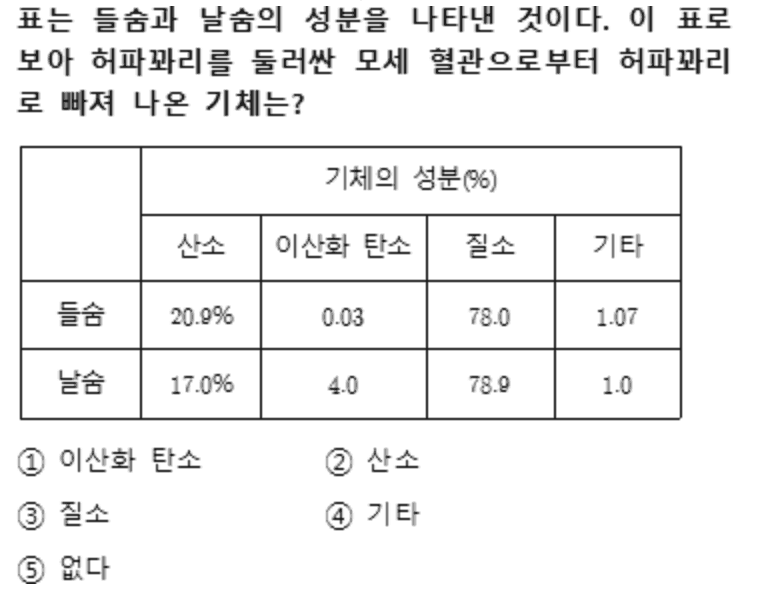 표는 들숨과 날숨의 성분을 나타낸 것이다. 이 표로
보아 허파꽈리를 둘러싼 모세 혈관으로부터 허파꽈리
로 빠져 나온 기체는?
기체의 성분(%)
산소 이산화 탄소 질소 기타
들숨 20.9% 0.03 78.0 1.07
날숨 17.0% 4.0 78.9 1.0
① 이산화 탄소 ② 산소
③ 질소 ④ 기타
⑤ 없다